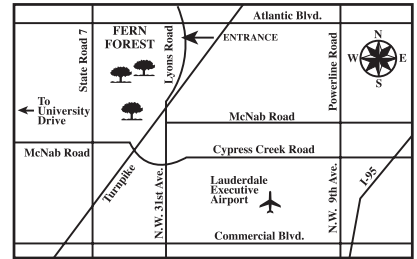 Atlantic Blvd.
FERN
FOREST
ENTRANCE
State Road 7
Lyons Road
Powerline Road
N
W E
S
To
University
Drive
McNab Road
McNab Road
Cypress Creek Road
Turnpike
N.W. 31st Ave.
Lauderdale
Executive
Airport
N.W. 9th Ave.
I-95
Commercial Blvd.